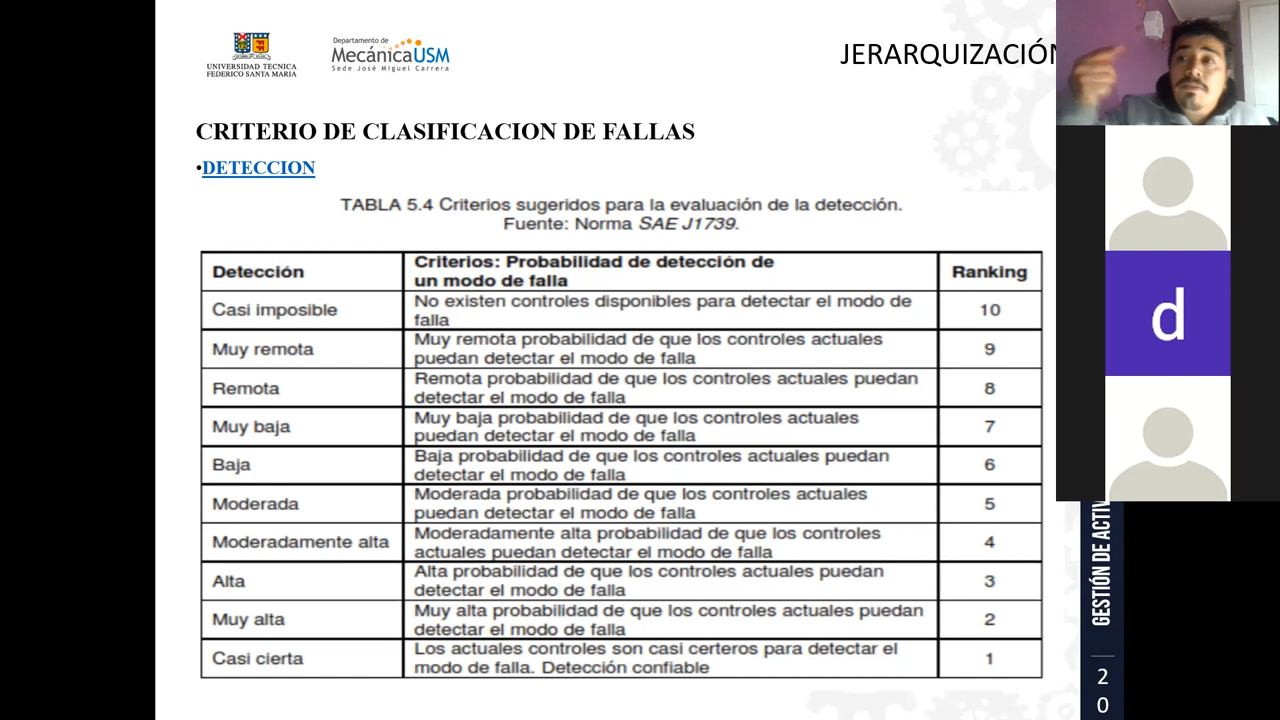 UNIVERSIDAD TECNICA
FEDERICO SANTA MARIA
Departamento de
MecánicaUSM
Sede José Miguel Carrera
JERARQUIZACIÓN
CRITERIO DE CLASIFICACION DE FALLAS
•DETECCION
TABLA 5.4 Criterios sugeridos para la evaluación de la detección.
Fuente: Norma SAE J1739.
Detección
Criterios: Probabilidad de detección de
un modo de falla
Ranking
Casi imposible
No existen controles disponibles para detectar el modo de
falla
10
Muy remota
Muy remota probabilidad de que los controles actuales
puedan detectar el modo de falla
9
Remota
Remota probabilidad de que los controles actuales puedan
detectar el modo de falla
8
Muy baja
Muy baja probabilidad de que los controles actuales
puedan detectar el modo de falla
7
Baja
Baja probabilidad de que los controles actuales puedan
detectar el modo de falla
6
Moderada
Moderada probabilidad de que los controles actuales
puedan detectar el modo de falla
5
Moderadamente alta
Moderadamente alta probabilidad de que los controles
actuales puedan detectar el modo de falla
4
Alta
Alta probabilidad de que los controles actuales puedan
detectar el modo de falla
3
Muy alta
Muy alta probabilidad de que los controles actuales puedan
detectar el modo de falla
2
Casi cierta
Los actuales controles son casi certeros para detectar el
modo de falla. Detección confiable
1
d
GESTIÓN DE ACTIV
2
0